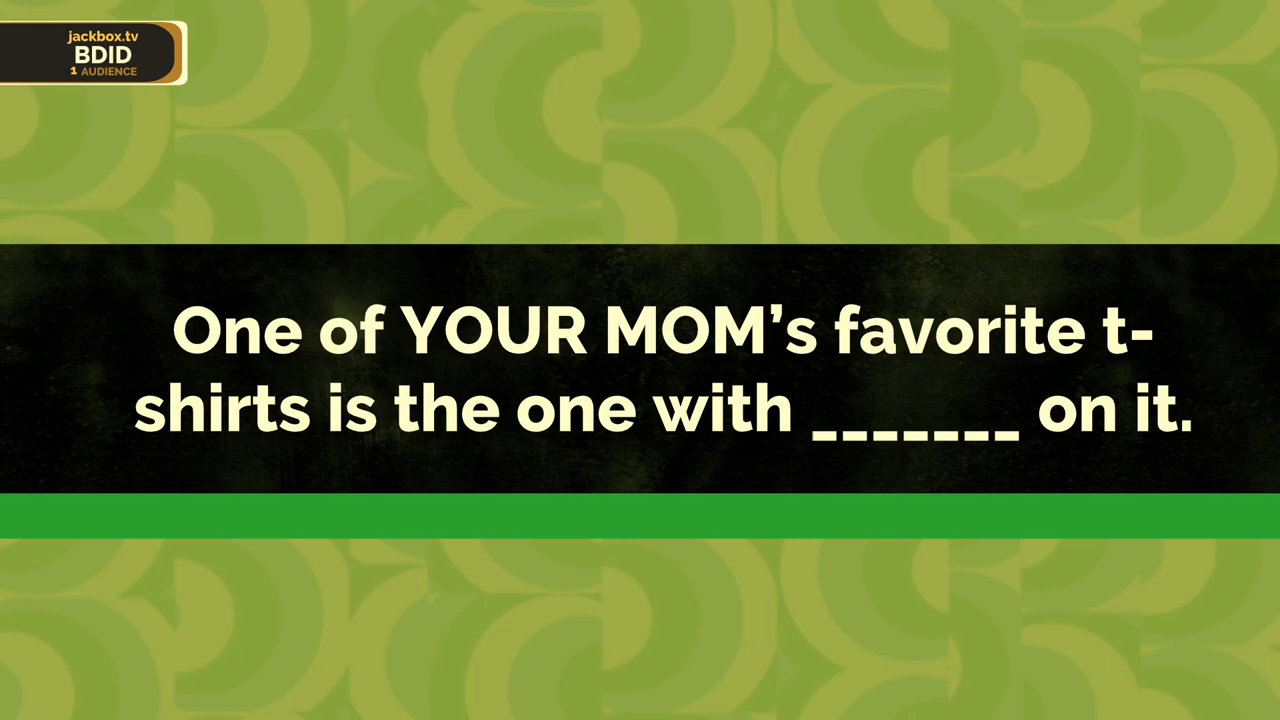 jackbox.tv
BDID
1 AUDIENCE
One of YOUR MOM’s favorite t-
shirts is the one with _______ on it.